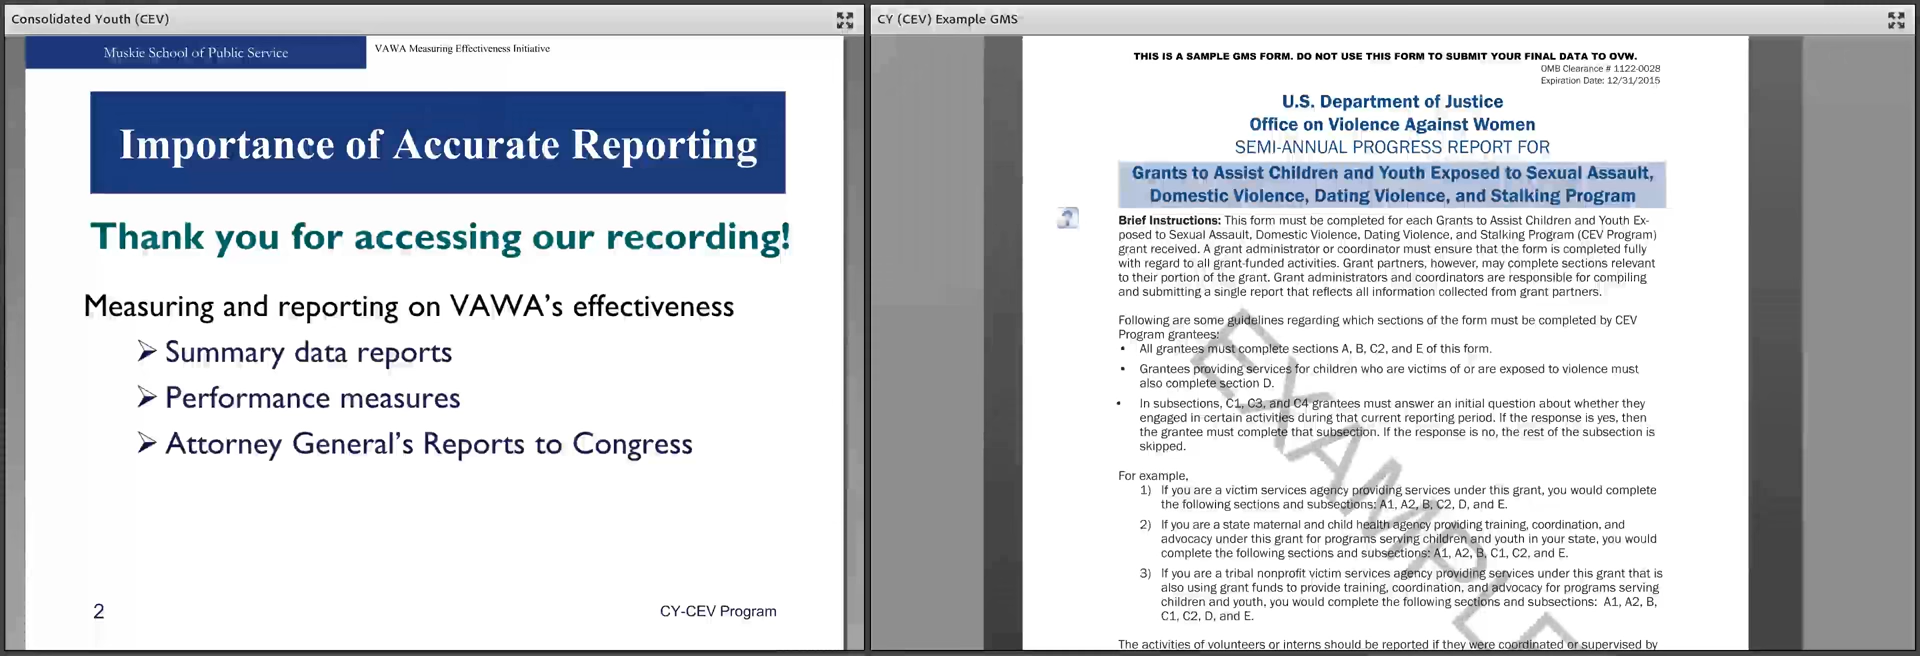 Consolidated Youth (CEV)
Muskie School of Public Service
VAWA Measuring Effectiveness Initiative
Importance of Accurate Reporting
Thank you for accessing our recording!
Measuring and reporting on VAWA's effectiveness
Summary data reports
Performance measures
Attorney General's Reports to Congress
2
CY-CEV Program
CY (CEV) Example GMS
THIS IS A SAMPLE GMS FORM. DO NOT USE THIS FORM TO SUBMIT YOUR FINAL DATA TO OVW.
OMB Clearance # 1122-0028
Expiration Date: 12/31/2015
U.S. Department of Justice
Office on Violence Against Women
SEMI-ANNUAL PROGRESS REPORT FOR
Grants to Assist Children and Youth Exposed to Sexual Assault,
Domestic Violence, Dating Violence, and Stalking Program
Brief Instructions: This form must be completed for each Grants to Assist Children and Youth Ex-
posed to Sexual Assault, Domestic Violence, Dating Violence, and Stalking Program (CEV Program)
grant received. A grant administrator or coordinator must ensure that the form is completed fully
with regard to all grant-funded activities. Grant partners, however, may complete sections relevant
to their portion of the grant. Grant administrators and coordinators are responsible for compiling
and submitting a single report that reflects all information collected from grant partners.
Following are some guidelines regarding which sections of the form must be completed by CEV
Program grantees:
• All grantees must complete sections A, B, C2, and E of this form.
• Grantees providing services for children who are victims of or are exposed to violence must
also complete section D.
• In subsections, C1, C3, and C4 grantees must answer an initial question about whether they
engaged in certain activities during that current reporting period. If the response is yes, then
the grantee must complete that subsection. If the response is no, the rest of the subsection is
skipped.
For example,
1) If you are a victim services agency providing services under this grant, you would complete
the following sections and subsections: A1, A2, B, C2, D, and E.
2) If you are a state maternal and child health agency providing training, coordination, and
advocacy under this grant for programs serving children and youth in your state, you would
complete the following sections and subsections: A1, A2, B, C1, C2, and E.
3) If you are a tribal nonprofit victim services agency providing services under this grant that is
also using grant funds to provide training, coordination, and advocacy for programs serving
children and youth, you would complete the following sections and subsections: A1, A2, B,
C1, C2, D, and E.
The activities of volunteers or interns should be reported if they were coordinated or supervised by
EXAMPLE